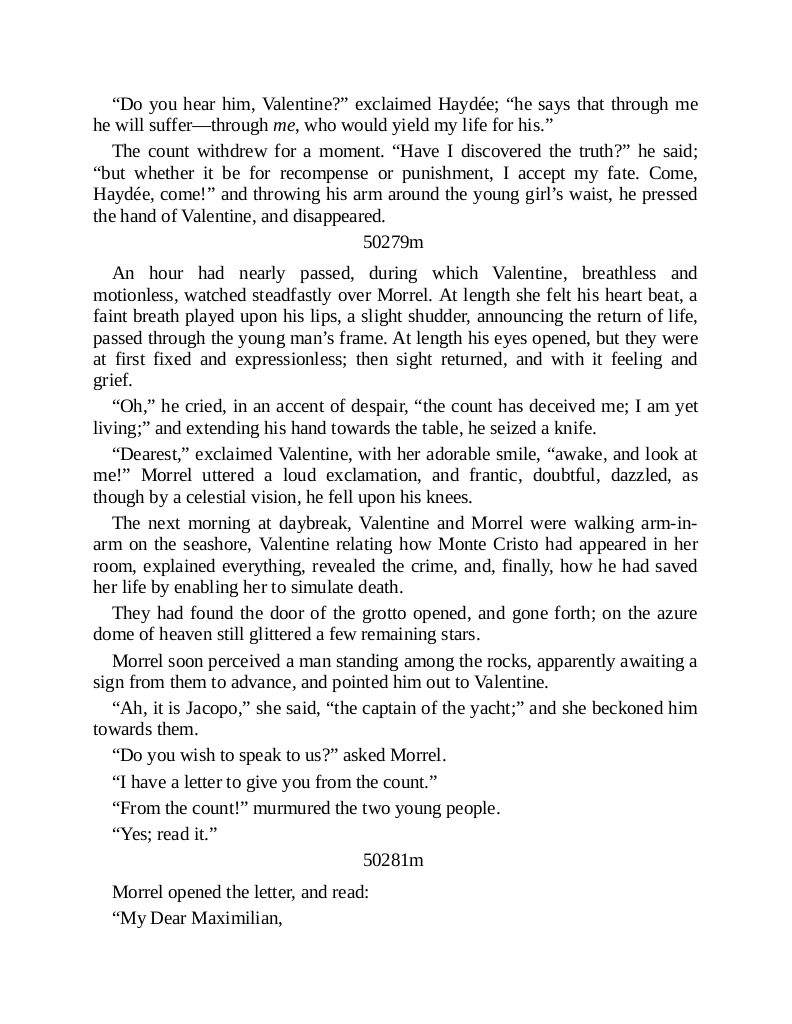 “Do you hear him, Valentine?” exclaimed Haydée; “he says that through me
he will suffer—through me, who would yield my life for his.”
The count withdrew for a moment. “Have I discovered the truth?” he said;
“but whether it be for recompense or punishment, I accept my fate. Come,
Haydée, come!” and throwing his arm around the young girl’s waist, he pressed
the hand of Valentine, and disappeared.
50279m
An hour had nearly passed, during which Valentine, breathless and
motionless, watched steadfastly over Morrel. At length she felt his heart beat, a
faint breath played upon his lips, a slight shudder, announcing the return of life,
passed through the young man’s frame. At length his eyes opened, but they were
at first fixed and expressionless; then sight returned, and with it feeling and
grief.
“Oh,” he cried, in an accent of despair, “the count has deceived me; I am yet
living;” and extending his hand towards the table, he seized a knife.
“Dearest,” exclaimed Valentine, with her adorable smile, “awake, and look at
me!” Morrel uttered a loud exclamation, and frantic, doubtful, dazzled, as
though by a celestial vision, he fell upon his knees.
The next morning at daybreak, Valentine and Morrel were walking arm-in-
arm on the seashore, Valentine relating how Monte Cristo had appeared in her
room, explained everything, revealed the crime, and, finally, how he had saved
her life by enabling her to simulate death.
They had found the door of the grotto opened, and gone forth; on the azure
dome of heaven still glittered a few remaining stars.
Morrel soon perceived a man standing among the rocks, apparently awaiting a
sign from them to advance, and pointed him out to Valentine.
“Ah, it is Jacopo,” she said, “the captain of the yacht;” and she beckoned him
towards them.
“Do you wish to speak to us?” asked Morrel.
“I have a letter to give you from the count.”
“From the count!” murmured the two young people.
“Yes; read it.”
50281m
Morrel opened the letter, and read:
“My Dear Maximilian,